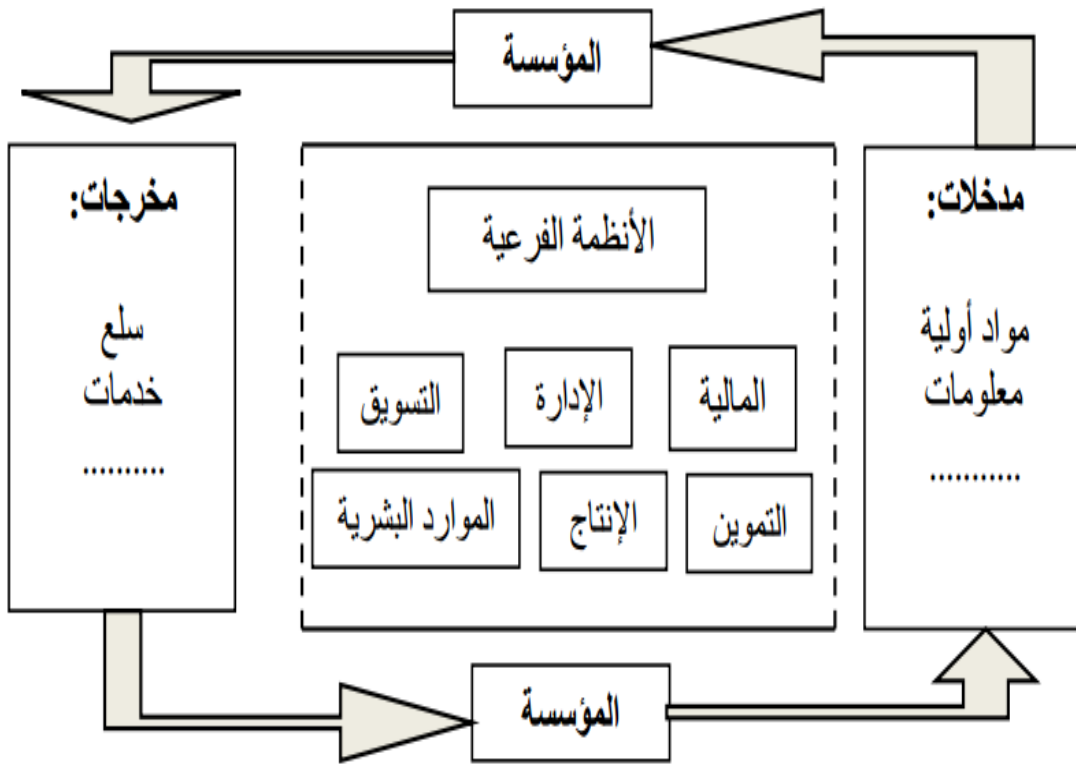 المؤسسة
مدخلات:
مواد أولية
معلومات
...........
الأنظمة الفرعية
المالية
الإدارة
التسويق
التموين
الإنتاج
الموارد البشرية
مخرجات:
سلع
خدمات
..........
المؤسسة